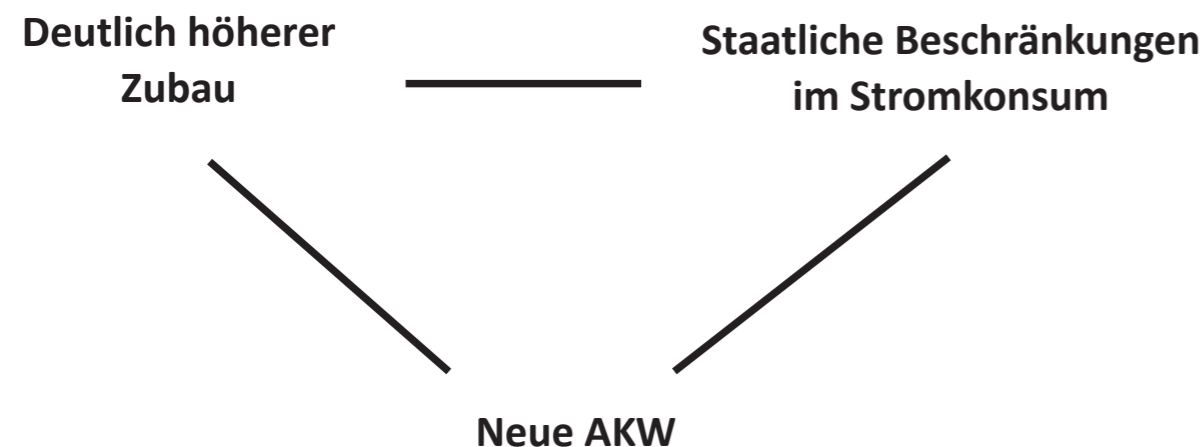 Deutlich höherer
Zubau
Staatliche Beschränkungen
im Stromkonsum
Neue AKW